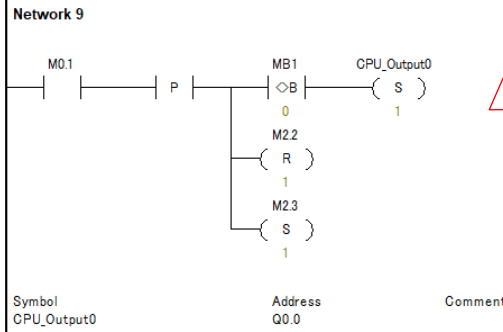 Network 9
M0.1 MB1 CPU_Output0
P <>B S
0 1
M2.2
R
1
M2.3
S
1
Symbol Address Comment
CPU_Output0 Q0.0